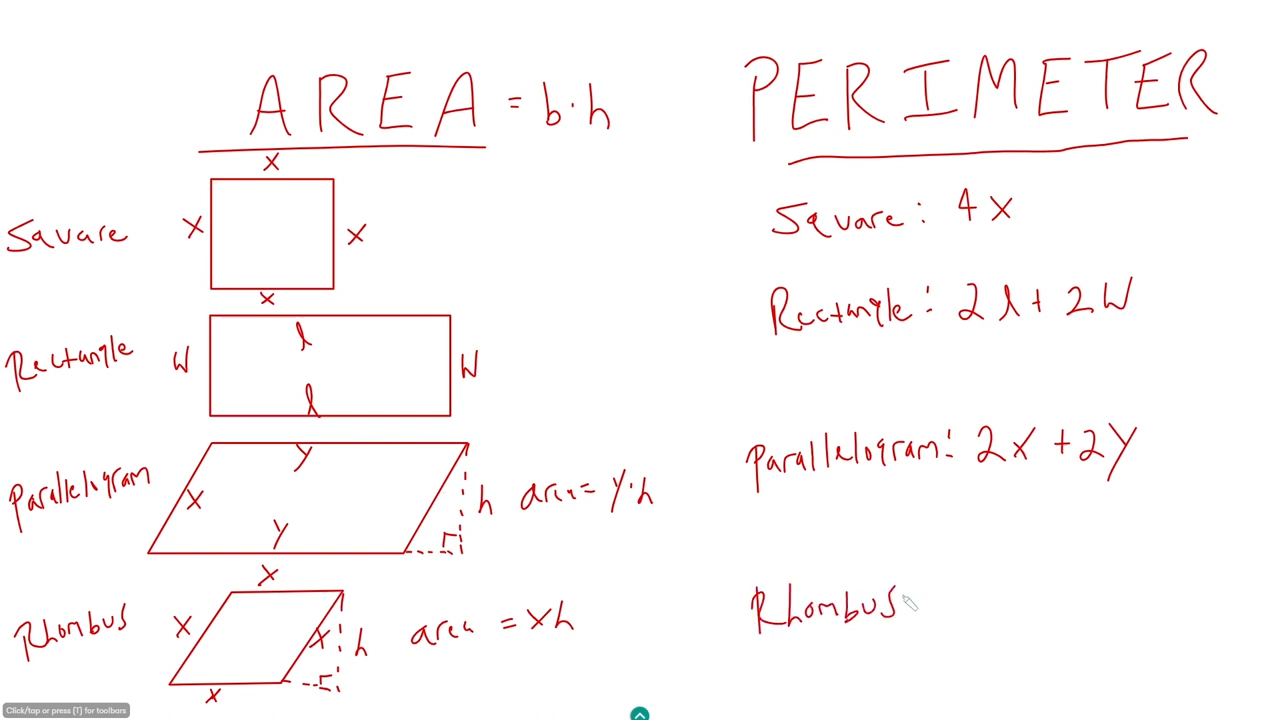 AREA = b·h
x
Square x x
x
Rectangle W l W
l
Parallelogram x y h area = y·h
y
x
Rhombus x x h area = xh
x
PERIMETER
Square: 4x
Rectangle: 2l + 2W
Parallelogram: 2x + 2y
Rhombus
Click/tap or press [T] for toolbars